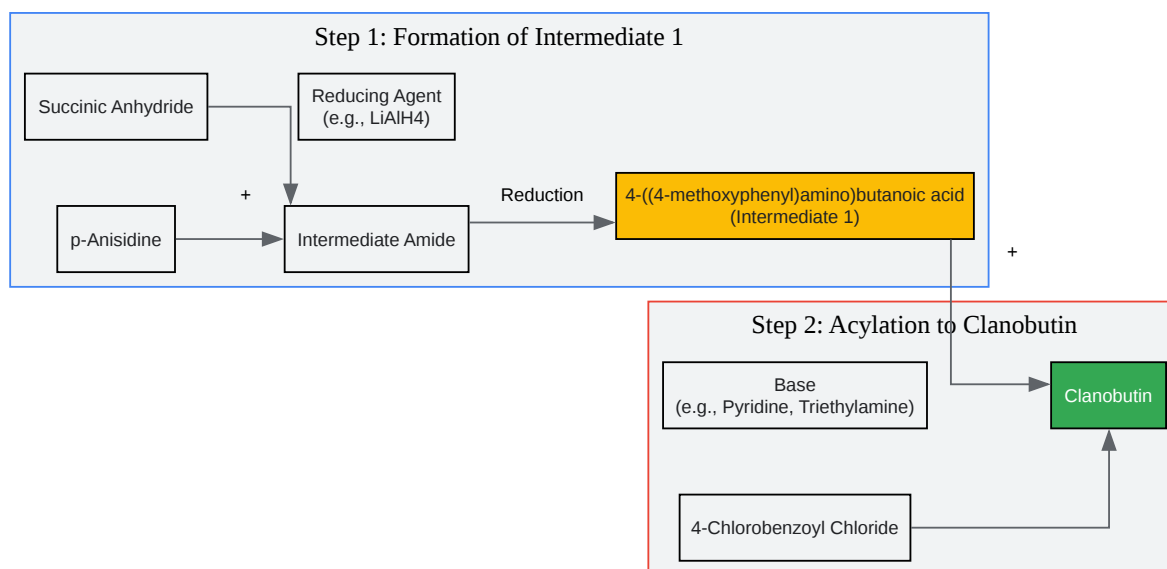 Step 1: Formation of Intermediate 1
Succinic Anhydride
Reducing Agent
(e.g., LiAlH4)
+
p-Anisidine
Intermediate Amide
Reduction
4-((4-methoxyphenyl)amino)butanoic acid
(Intermediate 1)
+
Step 2: Acylation to Clanobutin
Base
(e.g., Pyridine, Triethylamine)
Clanobutin
4-Chlorobenzoyl Chloride